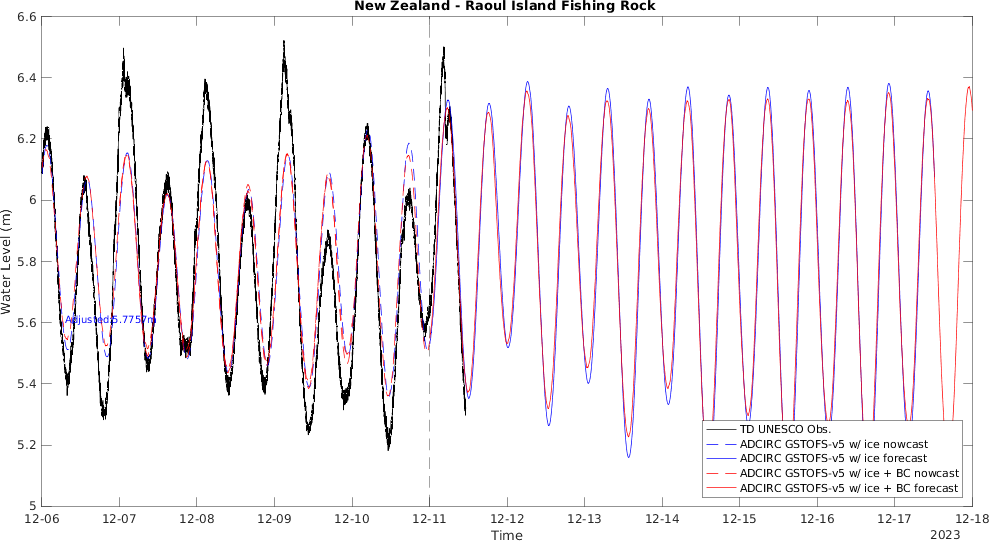 New Zealand - Raoul Island Fishing Rock
6.6
6.4
6.2
6
5.8
5.6
5.4
5.2
5
Water Level (m)
Adjusted:5.7757m
TD UNESCO Obs.
ADCIRC GSTOFS-v5 w/ ice nowcast
ADCIRC GSTOFS-v5 w/ ice forecast
ADCIRC GSTOFS-v5 w/ ice + BC nowcast
ADCIRC GSTOFS-v5 w/ ice + BC forecast
12-06 12-07 12-08 12-09 12-10 12-11 12-12 12-13 12-14 12-15 12-16 12-17 12-18
Time
2023